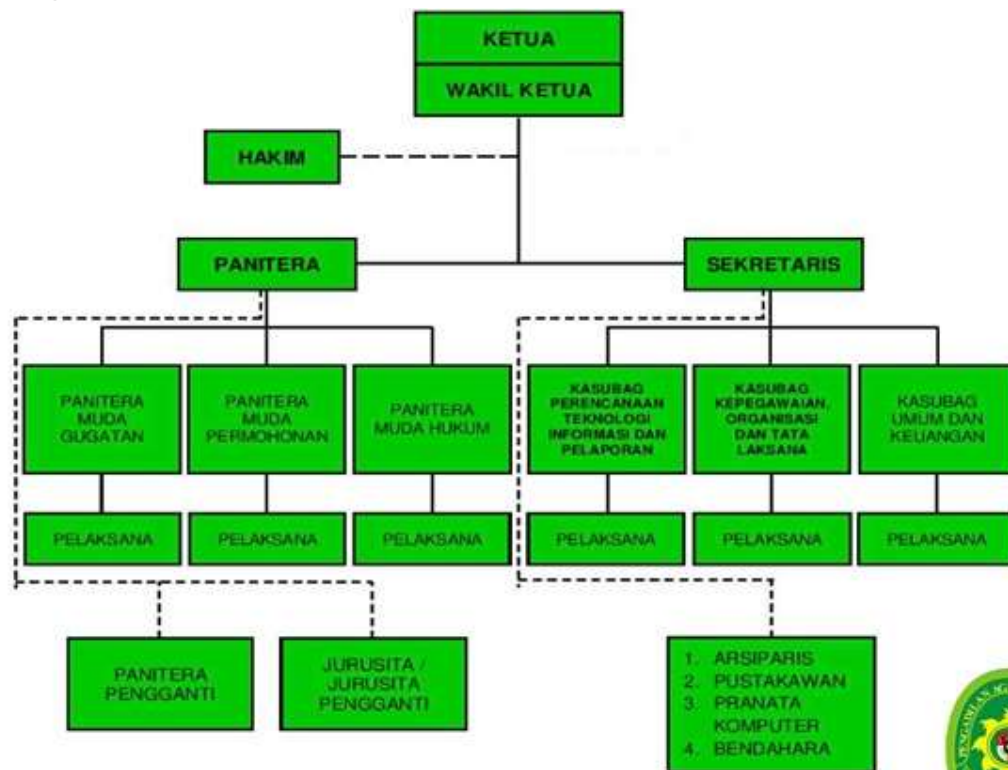 KETUA
WAKIL KETUA
HAKIM
PANITERA
SEKRETARIS
PANITERA
MUDA
GUGATAN
PANITERA
MUDA
PERMOHONAN
PANITERA
MUDA HUKUM
KASUBAG
PERENCANAAN
TEKNOLOGI
INFORMASI DAN
PELAPORAN
KASUBAG
KEPEGAWAIAN,
ORGANISASI
DAN TATA
LAKSANA
KASUBAG
UMUM DAN
KEUANGAN
PELAKSANA
PELAKSANA
PELAKSANA
PELAKSANA
PELAKSANA
PELAKSANA
PANITERA
PENGGANTI
JURUSITA /
JURUSITA
PENGGANTI
1. ARSIPARIS
2. PUSTAKAWAN
3. PRANATA
KOMPUTER
4. BENDAHARA
PENGADILAN